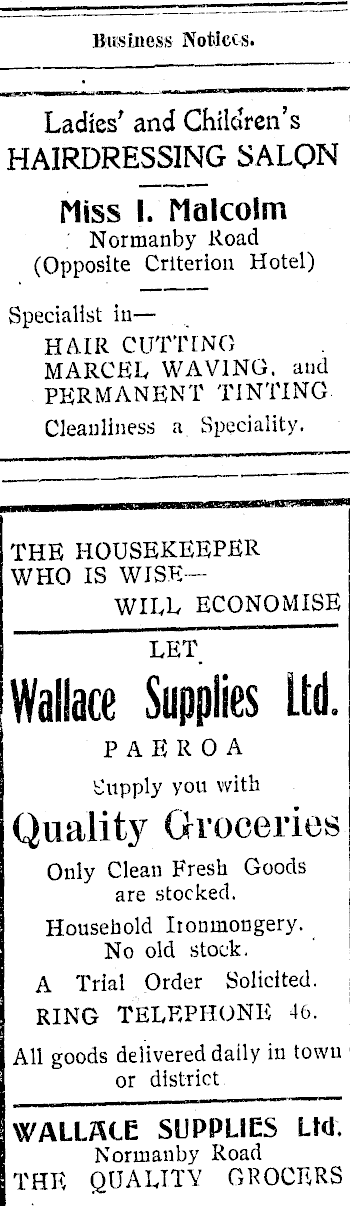 Business Notices.
Ladies' and Children's
HAIRDRESSING SALON
Miss I. Malcolm
Normanby Road
(Opposite Criterion Hotel)
Specialist in—
HAIR CUTTING
MARCEL WAVING, and
PERMANENT TINTING
Cleanliness a Speciality.
THE HOUSEKEEPER
WHO IS WISE—
WILL ECONOMISE
LET
Wallace Supplies Ltd.
PAEROA
Supply you with
Quality Groceries
Only Clean Fresh Goods
are stocked.
Household Ironmongery.
No old stock.
A Trial Order Solicited.
RING TELEPHONE 46.
All goods delivered daily in town
or district
WALLACE SUPPLIES Ltd.
Normanby Road
THE QUALITY GROCERS